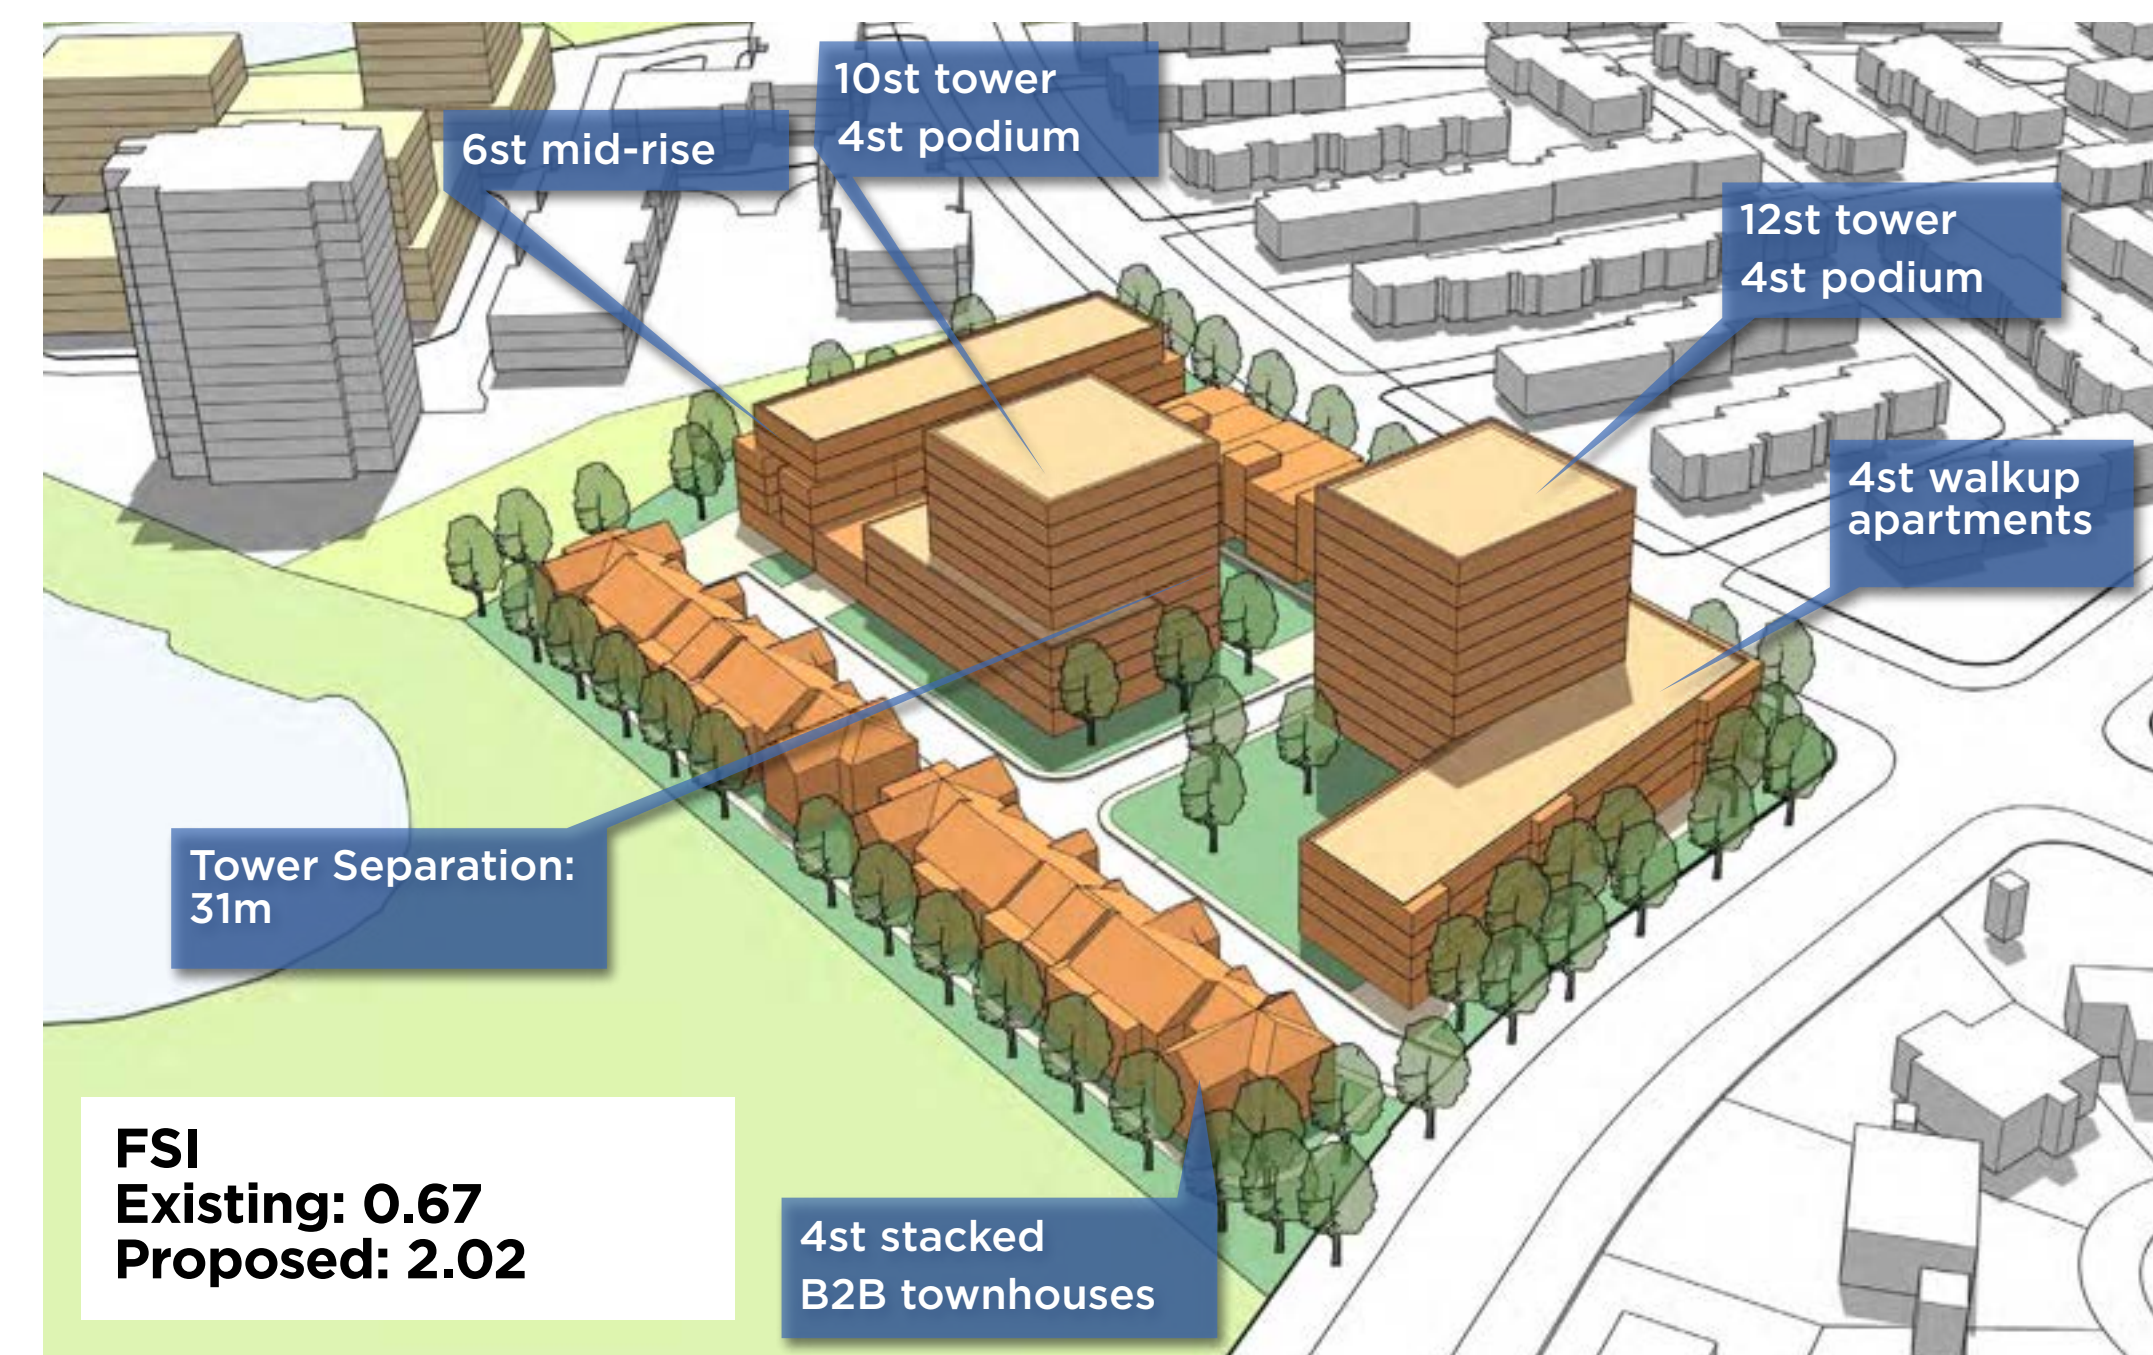 10st tower
4st podium
6st mid-rise
12st tower
4st podium
4st walkup
apartments
Tower Separation:
31m
FSI
Existing: 0.67
Proposed: 2.02
4st stacked
B2B townhouses